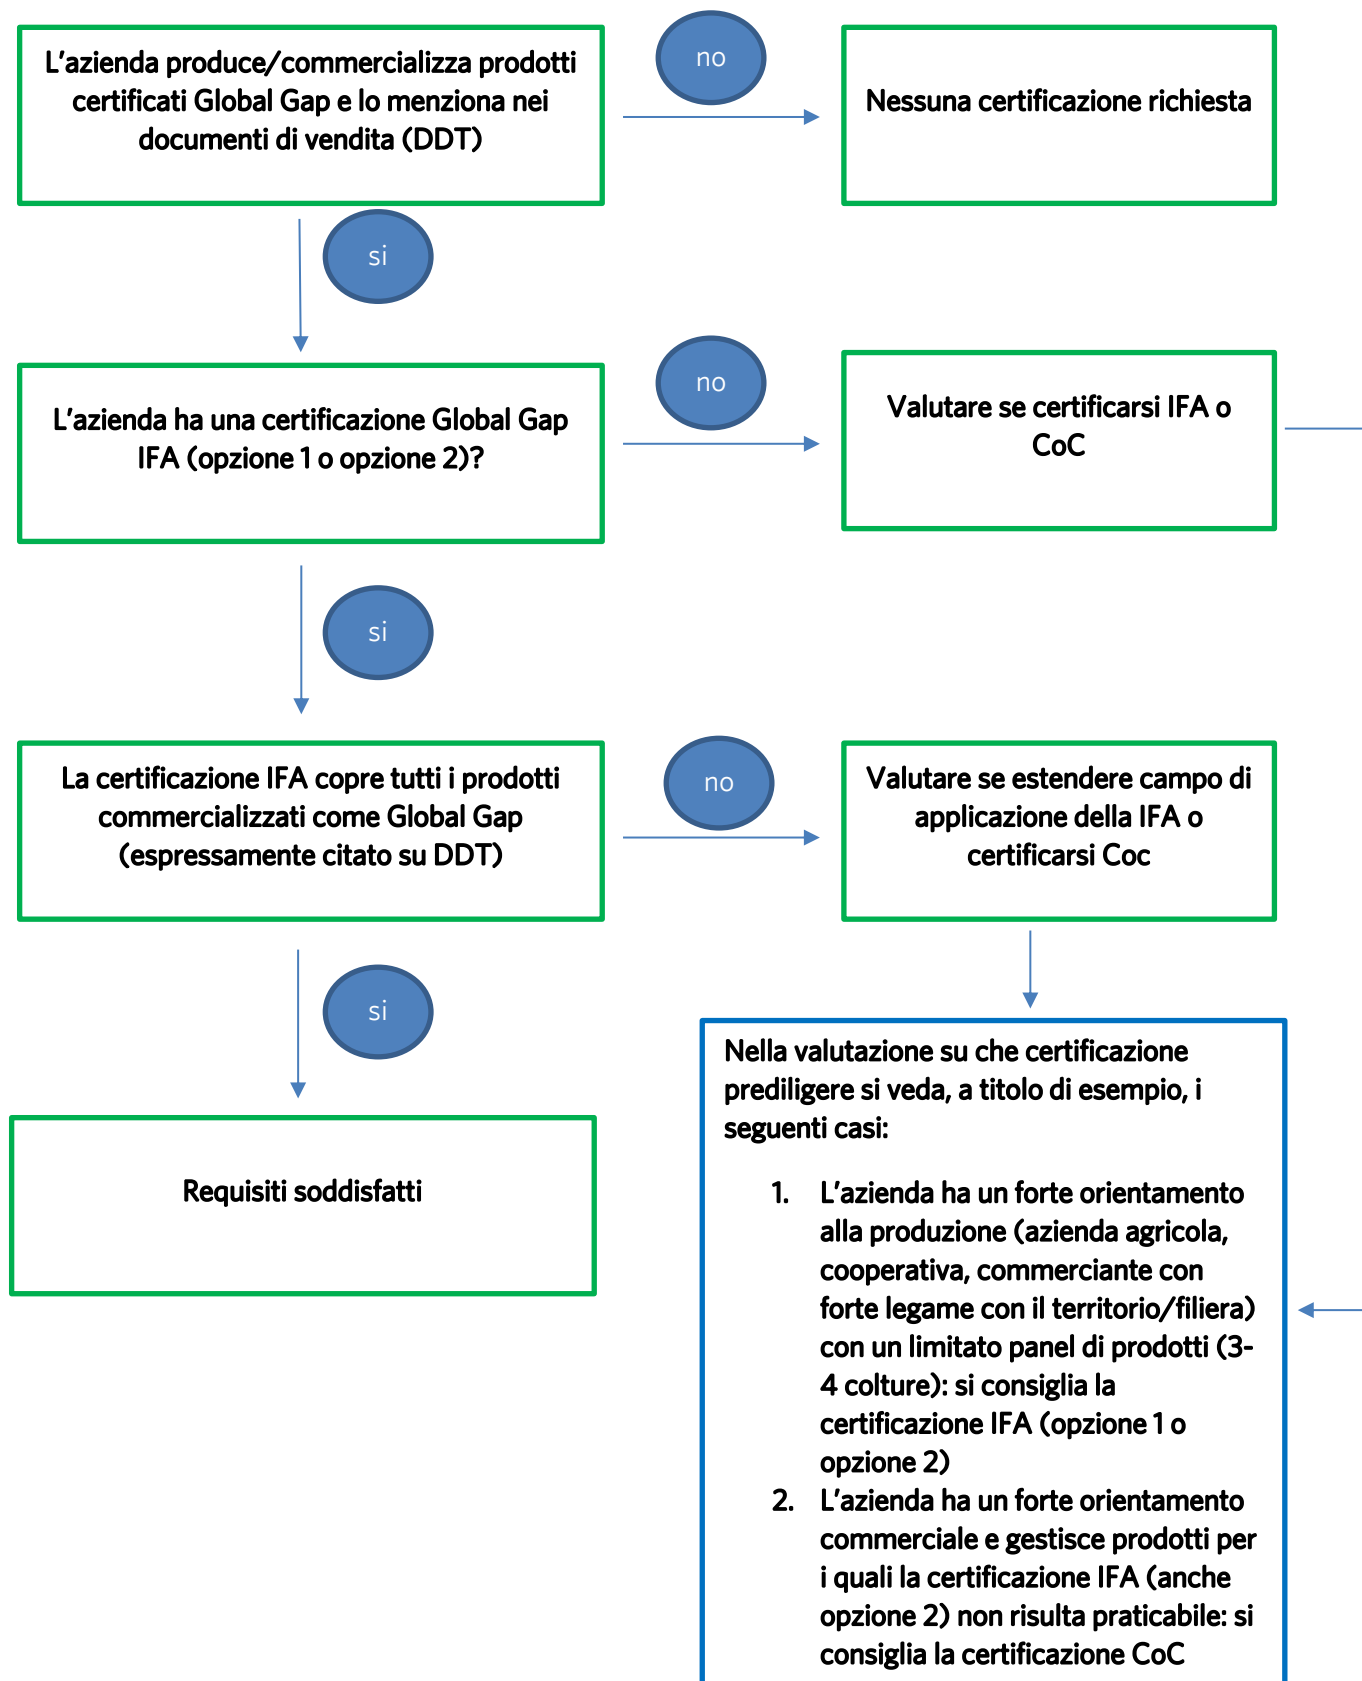 L'azienda produce/commercializza prodotti
certificati Global Gap e lo menziona nei
documenti di vendita (DDT)
no
Nessuna certificazione richiesta
si
L'azienda ha una certificazione Global Gap
IFA (opzione 1 o opzione 2)?
no
Valutare se certificarsi IFA o
CoC
si
La certificazione IFA copre tutti i prodotti
commercializzati come Global Gap
(espressamente citato su DDT)
no
Valutare se estendere campo di
applicazione della IFA o
certificarsi Coc
si
Requisiti soddisfatti
Nella valutazione su che certificazione
prediligere si veda, a titolo di esempio, i
seguenti casi:
1. L'azienda ha un forte orientamento
alla produzione (azienda agricola,
cooperativa, commerciante con
forte legame con il territorio/filiera)
con un limitato panel di prodotti (3-
4 colture): si consiglia la
certificazione IFA (opzione 1 o
opzione 2)
2. L'azienda ha un forte orientamento
commerciale e gestisce prodotti per
i quali la certificazione IFA (anche
opzione 2) non risulta praticabile: si
consiglia la certificazione CoC